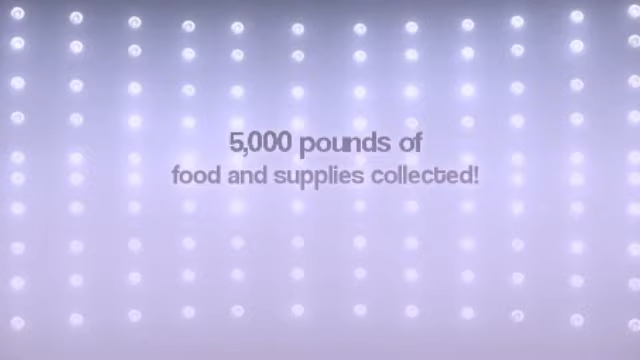 5,000 pounds of
food and supplies collected!